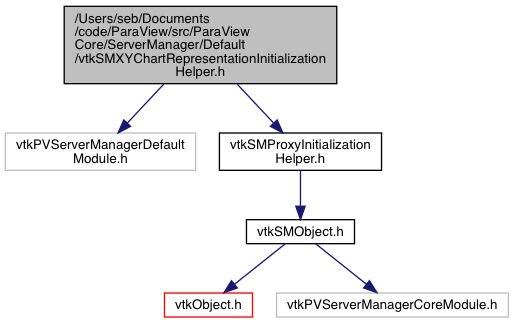 /Users/seb/Documents
/code/ParaView/src/ParaView
Core/ServerManager/Default
/vtkSMXYChartRepresentationInitialization
Helper.h
vtkPVServerManagerDefault
Module.h
vtkSMProxyInitialization
Helper.h
vtkSMObject.h
vtkObject.h
vtkPVServerManagerCoreModule.h